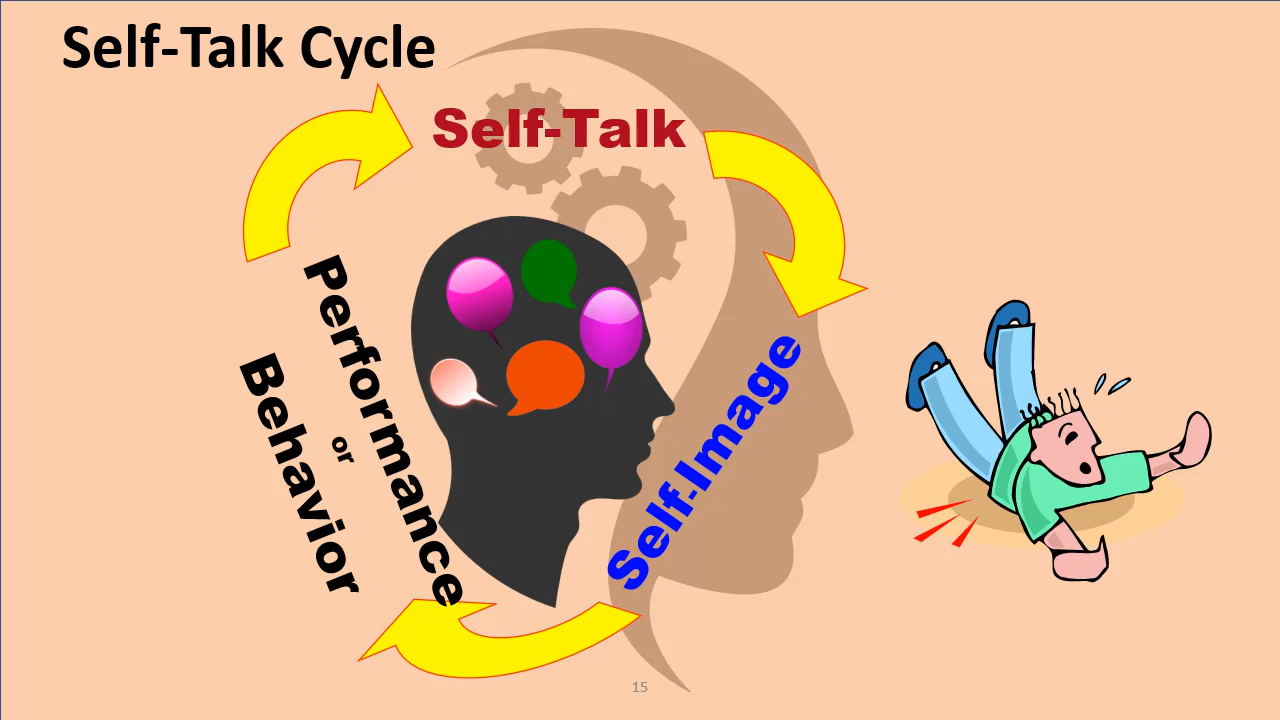 Self-Talk Cycle
Self-Talk
Self-Image
Performance
or
Behavior
15